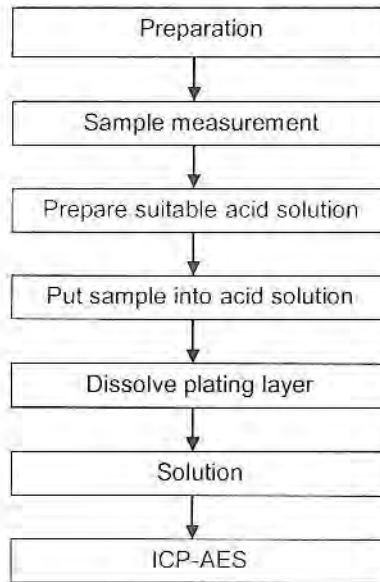 Preparation
Sample measurement
Prepare suitable acid solution
Put sample into acid solution
Dissolve plating layer
Solution
ICP-AES